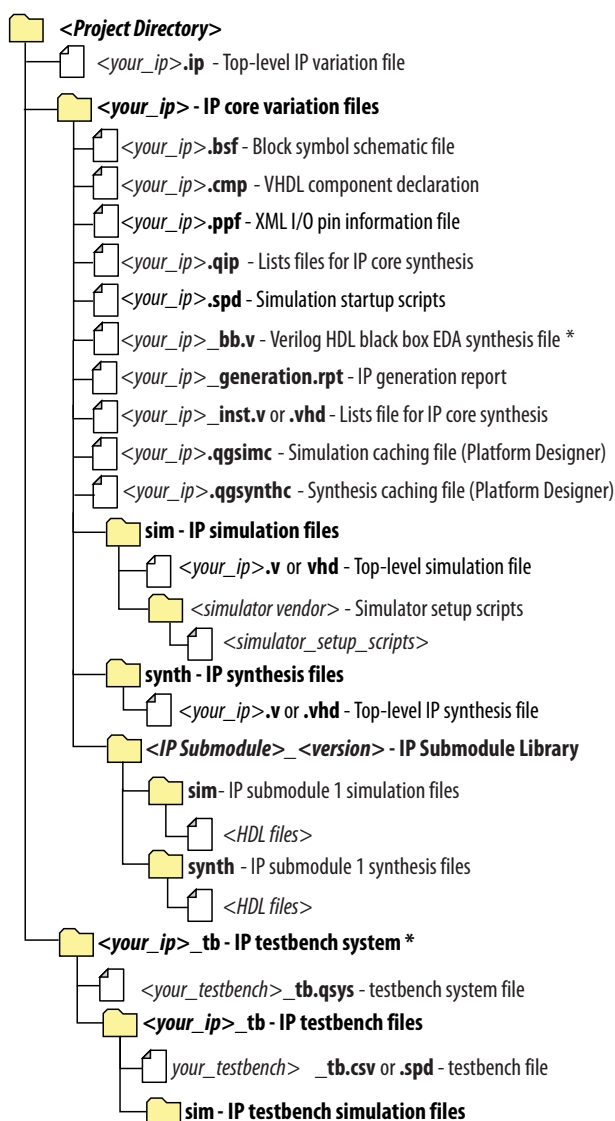 <Project Directory>
<your_ip>.ip - Top-level IP variation file
<your_ip> - IP core variation files
<your_ip>.bsf - Block symbol schematic file
<your_ip>.cmp - VHDL component declaration
<your_ip>.ppf - XML I/O pin information file
<your_ip>.qip - Lists files for IP core synthesis
<your_ip>.spd - Simulation startup scripts
<your_ip>_bb.v - Verilog HDL black box EDA synthesis file *
<your_ip>_generation.rpt - IP generation report
<your_ip>_inst.v or .vhd - Lists file for IP core synthesis
<your_ip>.qgsimc - Simulation caching file (Platform Designer)
<your_ip>.qgsynthc - Synthesis caching file (Platform Designer)
sim - IP simulation files
<your_ip>.v or vhd - Top-level simulation file
<simulator vendor> - Simulator setup scripts
<simulator_setup_scripts>
synth - IP synthesis files
<your_ip>.v or .vhd - Top-level IP synthesis file
<IP Submodule>_<version> - IP Submodule Library
sim- IP submodule 1 simulation files
<HDL files>
synth - IP submodule 1 synthesis files
<HDL files>
<your_ip>_tb - IP testbench system *
<your_testbench>_tb.qsys - testbench system file
<your_ip>_tb - IP testbench files
your_testbench> _tb.csv or .spd - testbench file
sim - IP testbench simulation files